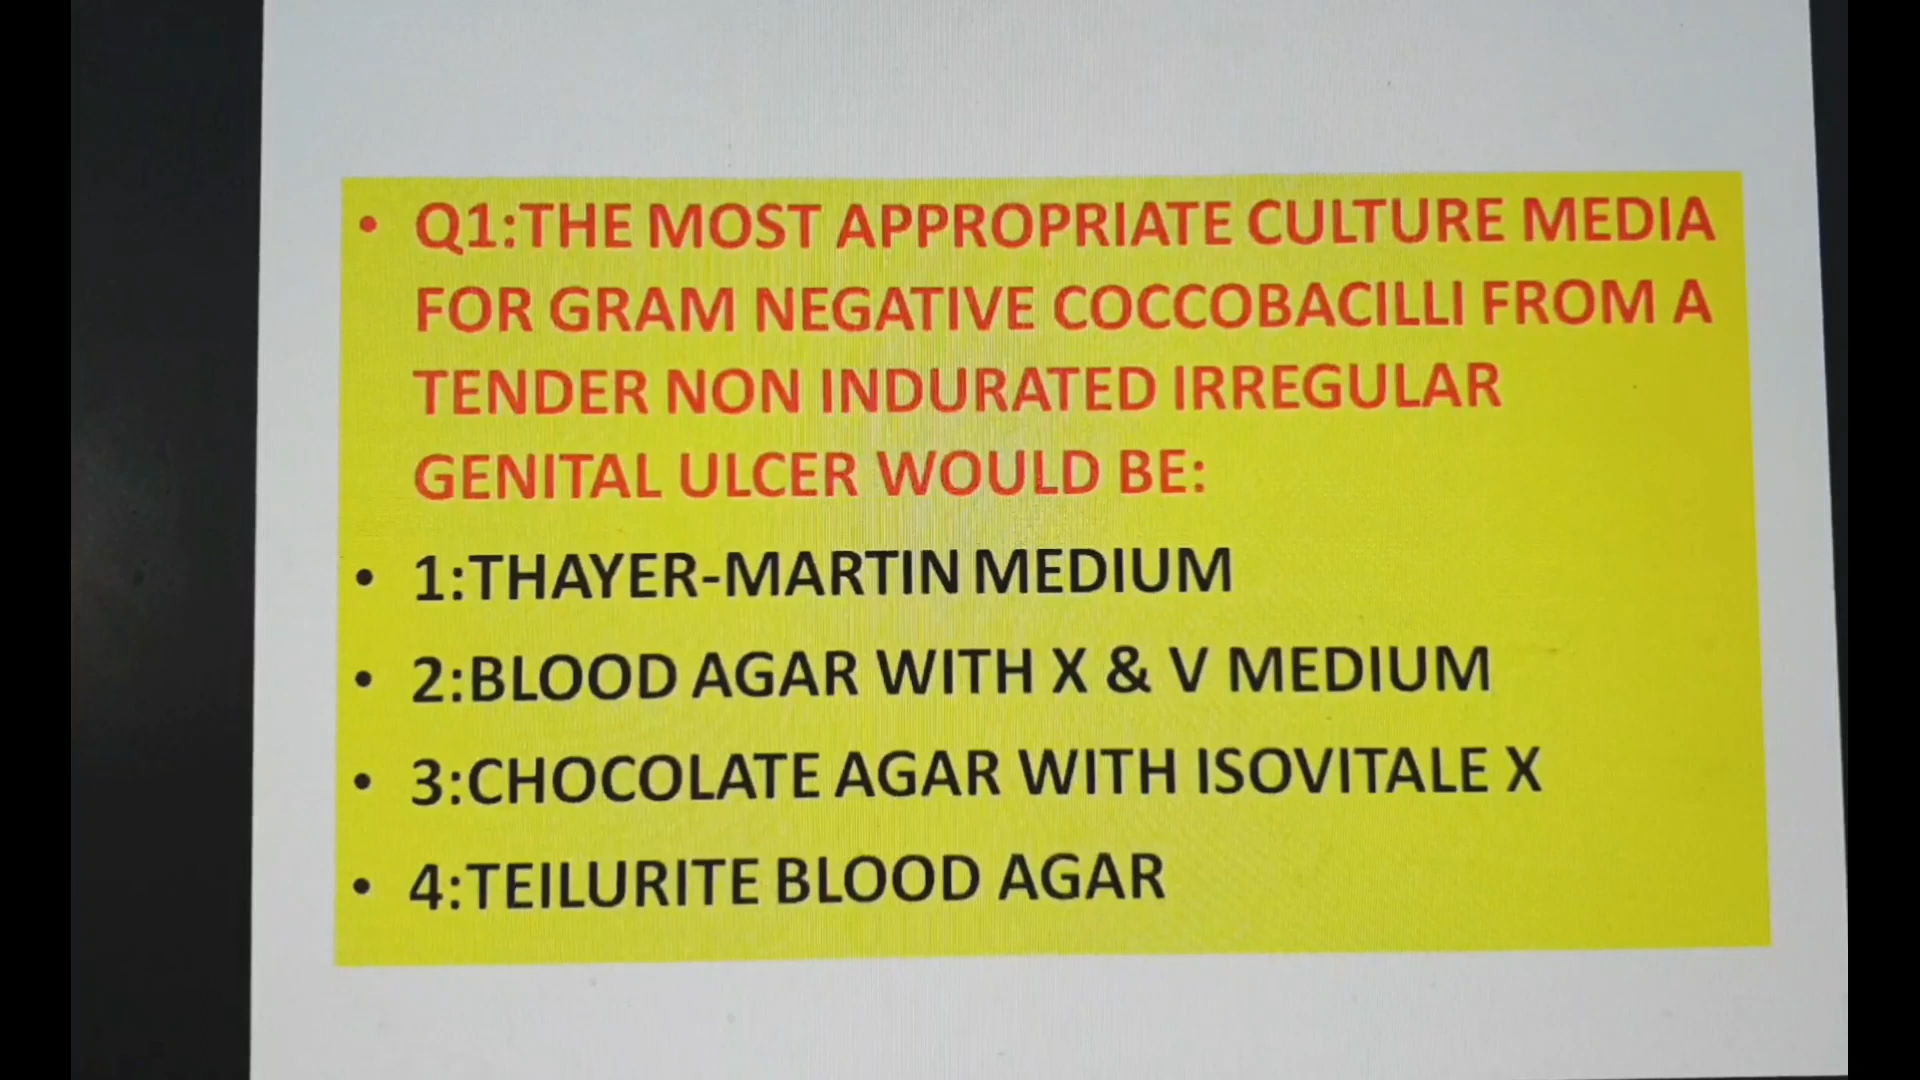 • Q1:THE MOST APPROPRIATE CULTURE MEDIA
FOR GRAM NEGATIVE COCCOBACILLI FROM A
TENDER NON INDURATED IRREGULAR
GENITAL ULCER WOULD BE:
• 1:THAYER-MARTIN MEDIUM
• 2:BLOOD AGAR WITH X & V MEDIUM
• 3:CHOCOLATE AGAR WITH ISOVITALE X
• 4:TEILURITE BLOOD AGAR